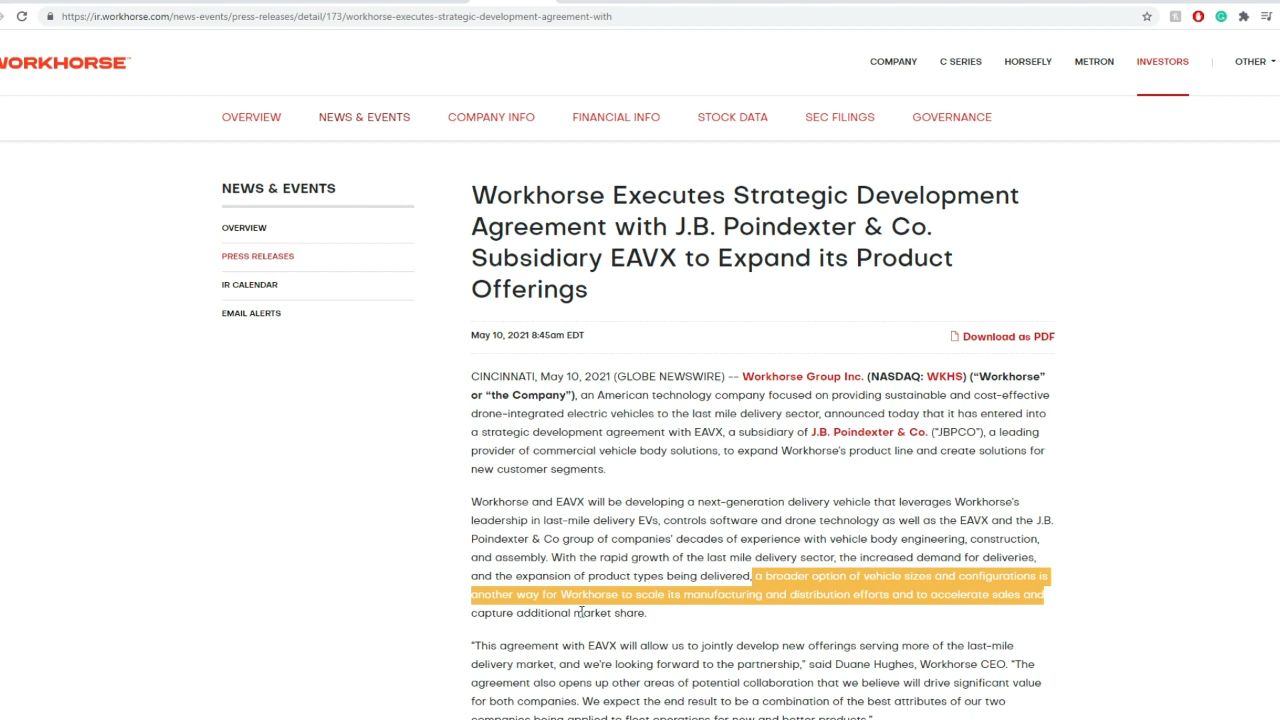 https://ir.workhorse.com/news-events/press-releases/detail/173/workhorse-executes-strategic-development-agreement-with
WORKHORSE
COMPANY C SERIES HORSEFLY METRON INVESTORS | OTHER
OVERVIEW NEWS & EVENTS COMPANY INFO FINANCIAL INFO STOCK DATA SEC FILINGS GOVERNANCE
NEWS & EVENTS
OVERVIEW
PRESS RELEASES
IR CALENDAR
EMAIL ALERTS
Workhorse Executes Strategic Development
Agreement with J.B. Poindexter & Co.
Subsidiary EAVX to Expand its Product
Offerings
May 10, 2021 8:45am EDT
Download as PDF
CINCINNATI, May 10, 2021 (GLOBE NEWSWIRE) -- Workhorse Group Inc. (NASDAQ: WKHS) (“Workhorse”
or “the Company”), an American technology company focused on providing sustainable and cost-effective
drone-integrated electric vehicles to the last mile delivery sector, announced today that it has entered into
a strategic development agreement with EAVX, a subsidiary of J.B. Poindexter & Co. (“JBPCO”), a leading
provider of commercial vehicle body solutions, to expand Workhorse’s product line and create solutions for
new customer segments.
Workhorse and EAVX will be developing a next-generation delivery vehicle that leverages Workhorse’s
leadership in last-mile delivery EVs, controls software and drone technology as well as the EAVX and the J.B.
Poindexter & Co group of companies’ decades of experience with vehicle body engineering, construction,
and assembly. With the rapid growth of the last mile delivery sector, the increased demand for deliveries,
and the expansion of product types being delivered, a broader option of vehicle sizes and configurations is
another way for Workhorse to scale its manufacturing and distribution efforts and to accelerate sales and
capture additional market share.
“This agreement with EAVX will allow us to jointly develop new offerings serving more of the last-mile
delivery market, and we’re looking forward to the partnership,” said Duane Hughes, Workhorse CEO. “The
agreement also opens up other areas of potential collaboration that we believe will drive significant value
for both companies. We expect the end result to be a combination of the best attributes of our two
companies being applied to fleet operations for new and better products.”